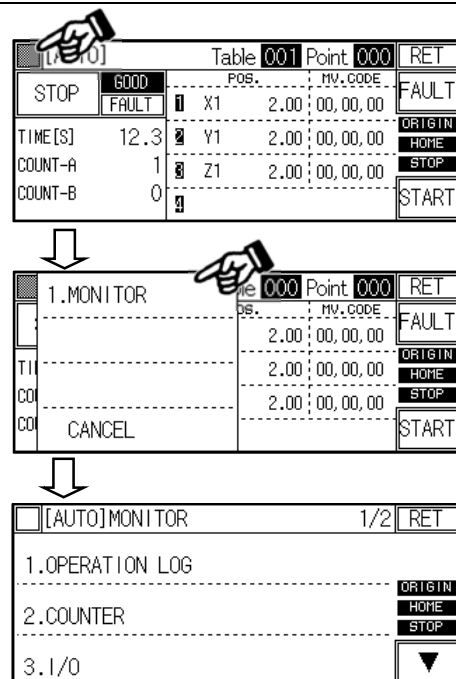 [AUTO] Table 001 Point 000 RET
STOP GOOD FAULT POS. MV.CODE FAULT
1 X1 2.00 00,00,00
TIME[S] 12.3 2 Y1 2.00 00,00,00 ORIGIN HOME
COUNT-A 1 3 Z1 2.00 00,00,00 STOP
COUNT-B 0 4 START
1.MONITOR 000 Point 000 RET
MV.CODE FAULT
2.00 00,00,00
2.00 00,00,00 ORIGIN HOME
2.00 00,00,00 STOP
CANCEL START
[AUTO]MONITOR 1/2 RET
1.OPERATION LOG
ORIGIN
2.COUNTER HOME
STOP
3.I/O ▼